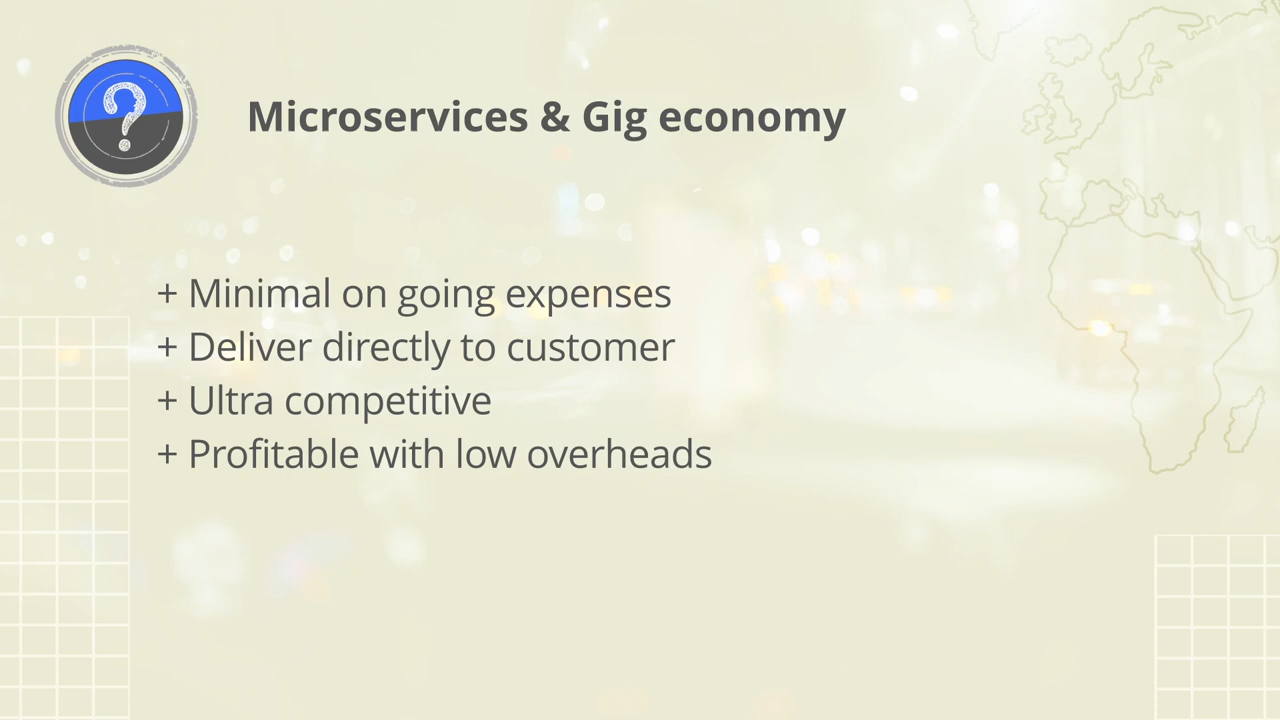 Microservices & Gig economy
+ Minimal on going expenses
+ Deliver directly to customer
+ Ultra competitive
+ Profitable with low overheads